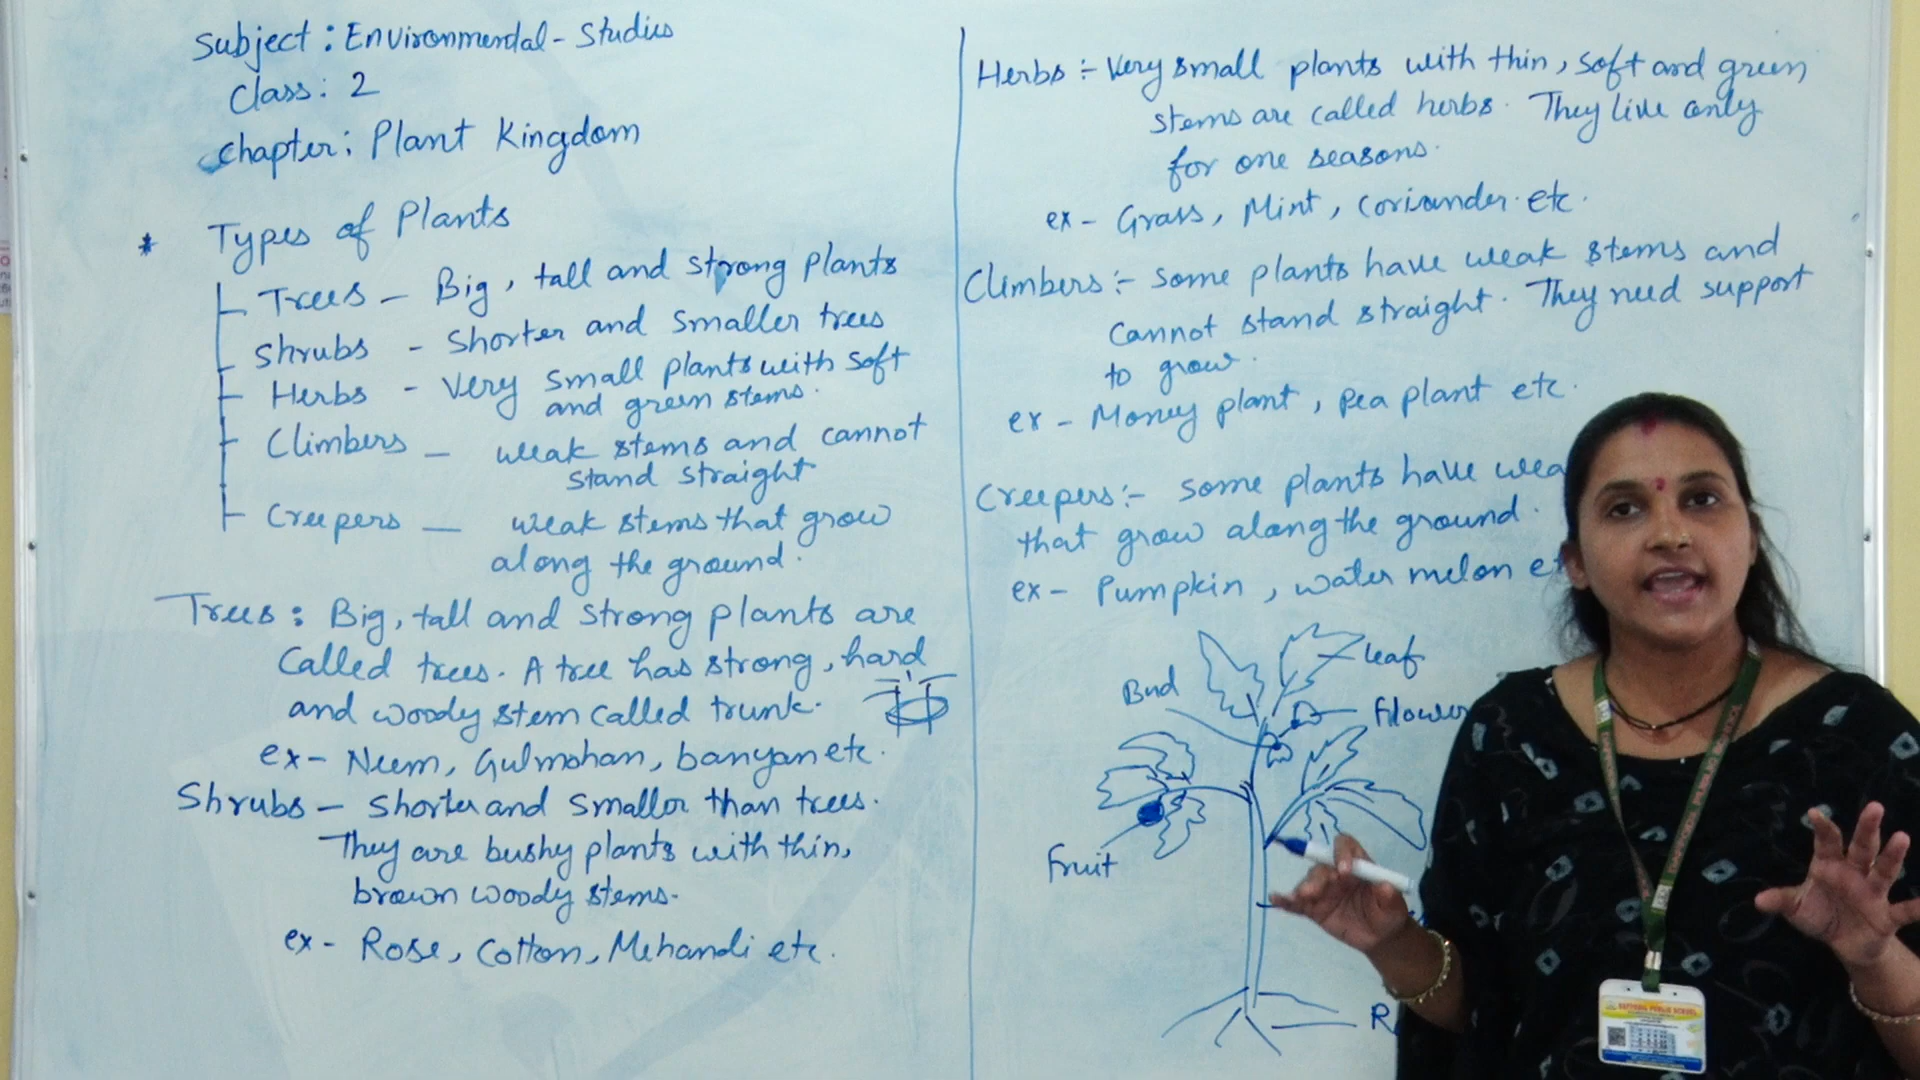 Subject: Environmental-Studies
Class: 2
Chapter: Plant Kingdom
* Types of Plants
Trees - Big, tall and strong plants
Shrubs - Shorter and smaller trees
Herbs - Very small plants with soft
and green stems.
Climbers - weak stems and cannot
stand straight
Creepers - weak stems that grow
along the ground.
Trees: Big, tall and strong plants are
called trees. A tree has strong, hard
and woody stem called trunk.
ex- Neem, Gulmohan, banyan etc.
Shrubs - Shorter and smaller than trees.
They are bushy plants with thin,
brown woody stems.
ex- Rose, Cotton, Mehandi etc.
Herbs :- Very small plants with thin, soft and green
stems are called herbs. They live only
for one seasons.
ex- Grass, Mint, coriander etc.
Climbers :- some plants have weak stems and
cannot stand straight. They need support
to grow.
ex- Money plant, pea plant etc.
Creepers :- some plants have wea
that grow along the ground.
ex- Pumpkin, water melon et
leaf
Bud
Flower
Fruit
R
PUBLIC SCHOOL